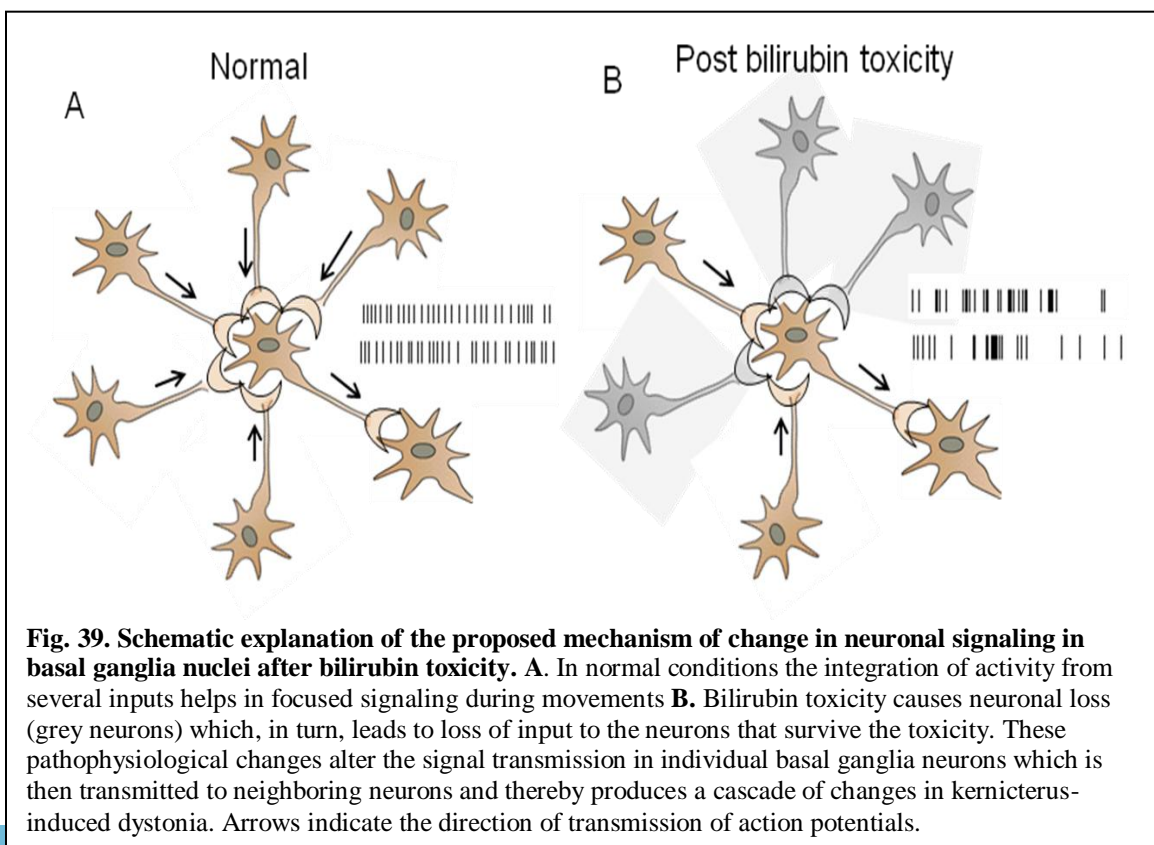 Normal
Post bilirubin toxicity
A
B
Fig. 39. Schematic explanation of the proposed mechanism of change in neuronal signaling in
basal ganglia nuclei after bilirubin toxicity. A. In normal conditions the integration of activity from
several inputs helps in focused signaling during movements B. Bilirubin toxicity causes neuronal loss
(grey neurons) which, in turn, leads to loss of input to the neurons that survive the toxicity. These
pathophysiological changes alter the signal transmission in individual basal ganglia neurons which is
then transmitted to neighboring neurons and thereby produces a cascade of changes in kernicterus-
induced dystonia. Arrows indicate the direction of transmission of action potentials.